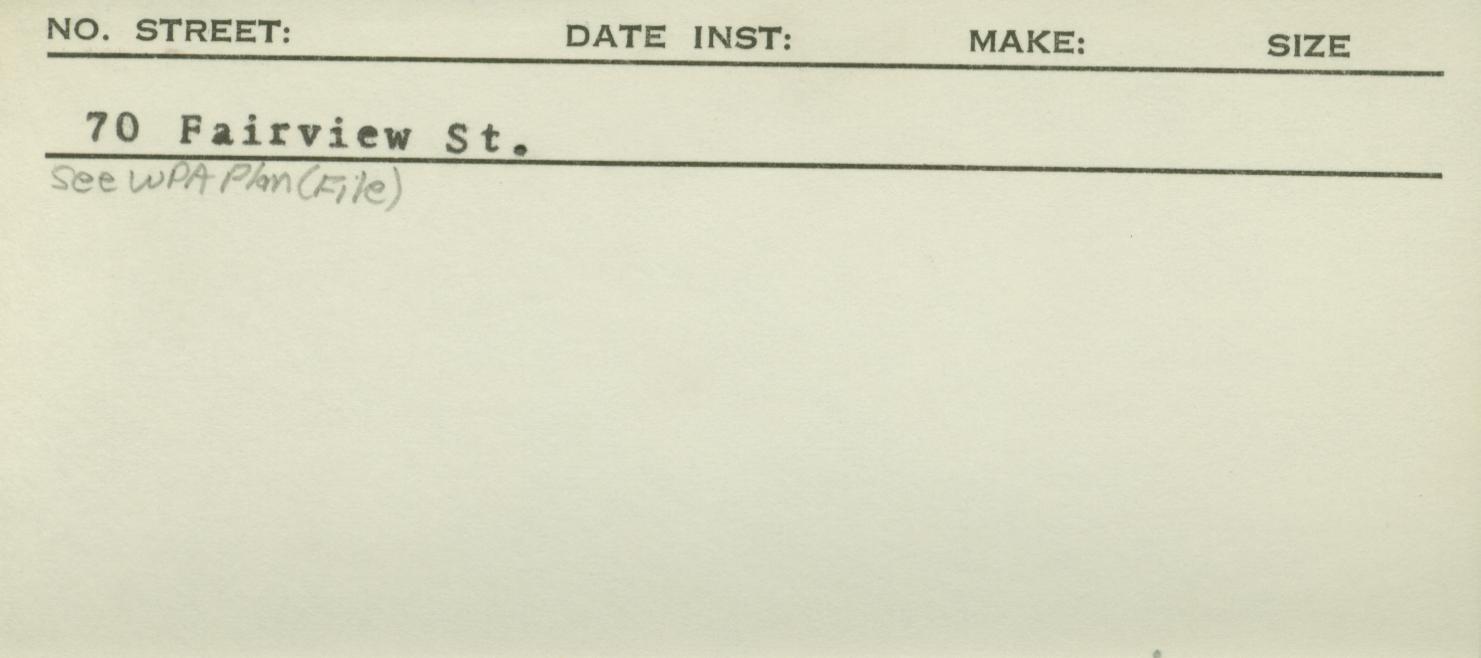 NO. STREET: DATE INST: MAKE: SIZE
70 Fairview St.
See WPA Plan (File)